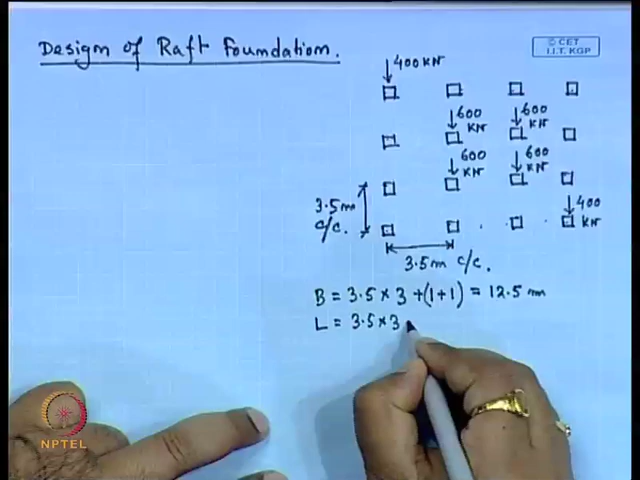 Design of Raft Foundation.
© CET
I.I.T. KGP
400 KN
600 KN
600 KN
600 KN
600 KN
3.5 m c/c.
400 KN
3.5 m c/c.
B = 3.5 × 3 + (1+1) = 12.5 m
L = 3.5 × 3
NPTEL